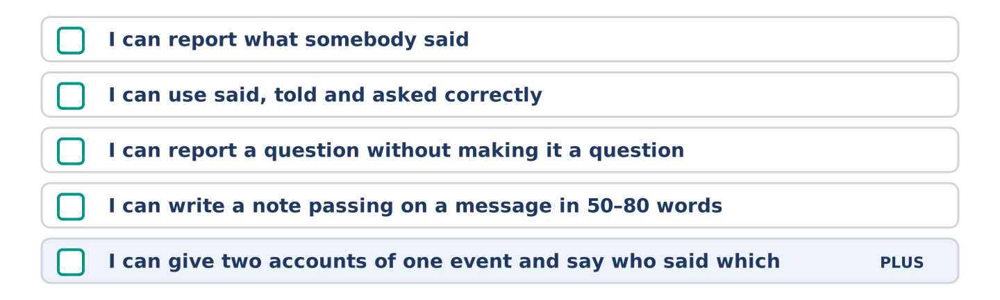 I can report what somebody said
I can use said, told and asked correctly
I can report a question without making it a question
I can write a note passing on a message in 50–80 words
I can give two accounts of one event and say who said which PLUS